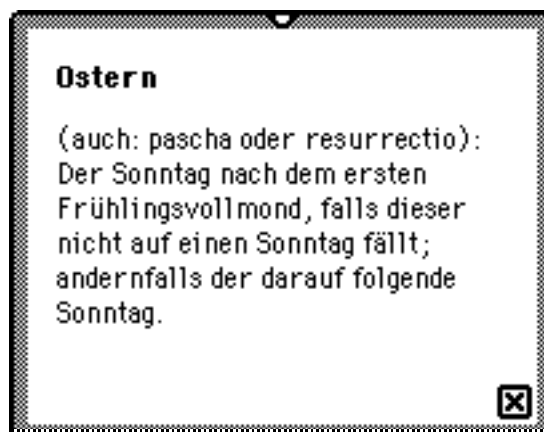 Ostern
(auch: pascha oder resurrectio):
Der Sonntag nach dem ersten
Frühlingsvollmond, falls dieser
nicht auf einen Sonntag fällt;
andernfalls der darauf folgende
Sonntag.